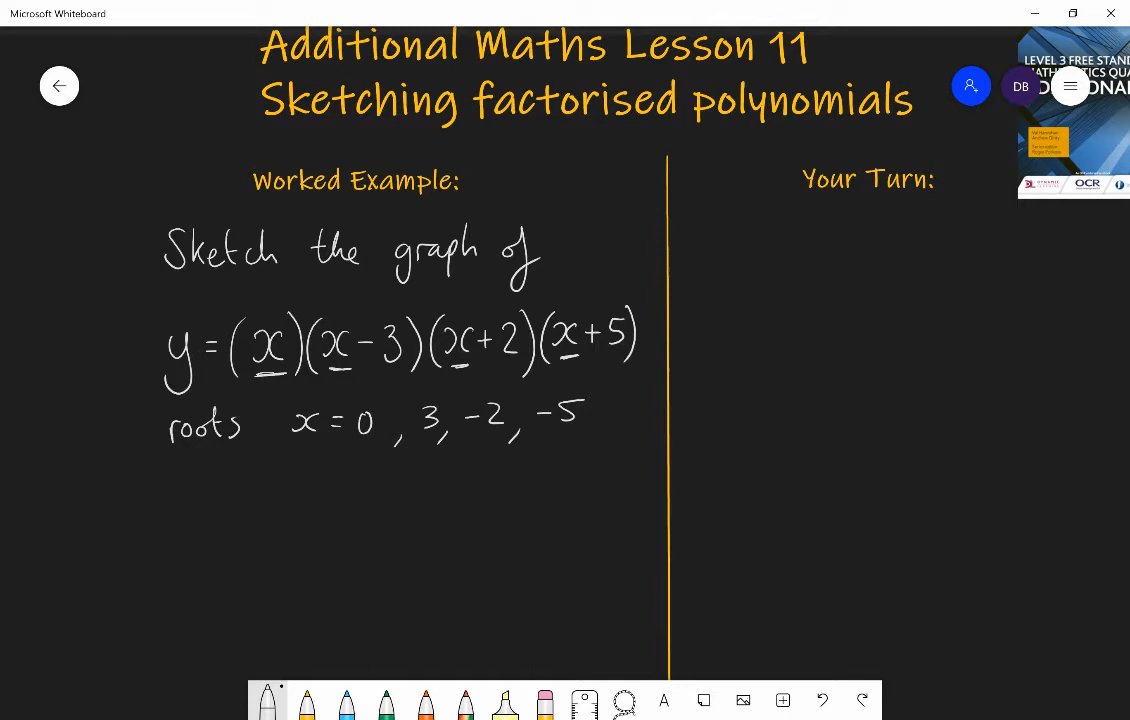 Microsoft Whiteboard
Additional Maths Lesson 11
Sketching factorised polynomials
LEVEL 3 FREE STAN
DB
Worked Example:
Your Turn:
OCR
Sketch the graph of
y = (x)(x - 3)(x + 2)(x + 5)
roots x = 0 , 3, -2, -5
A